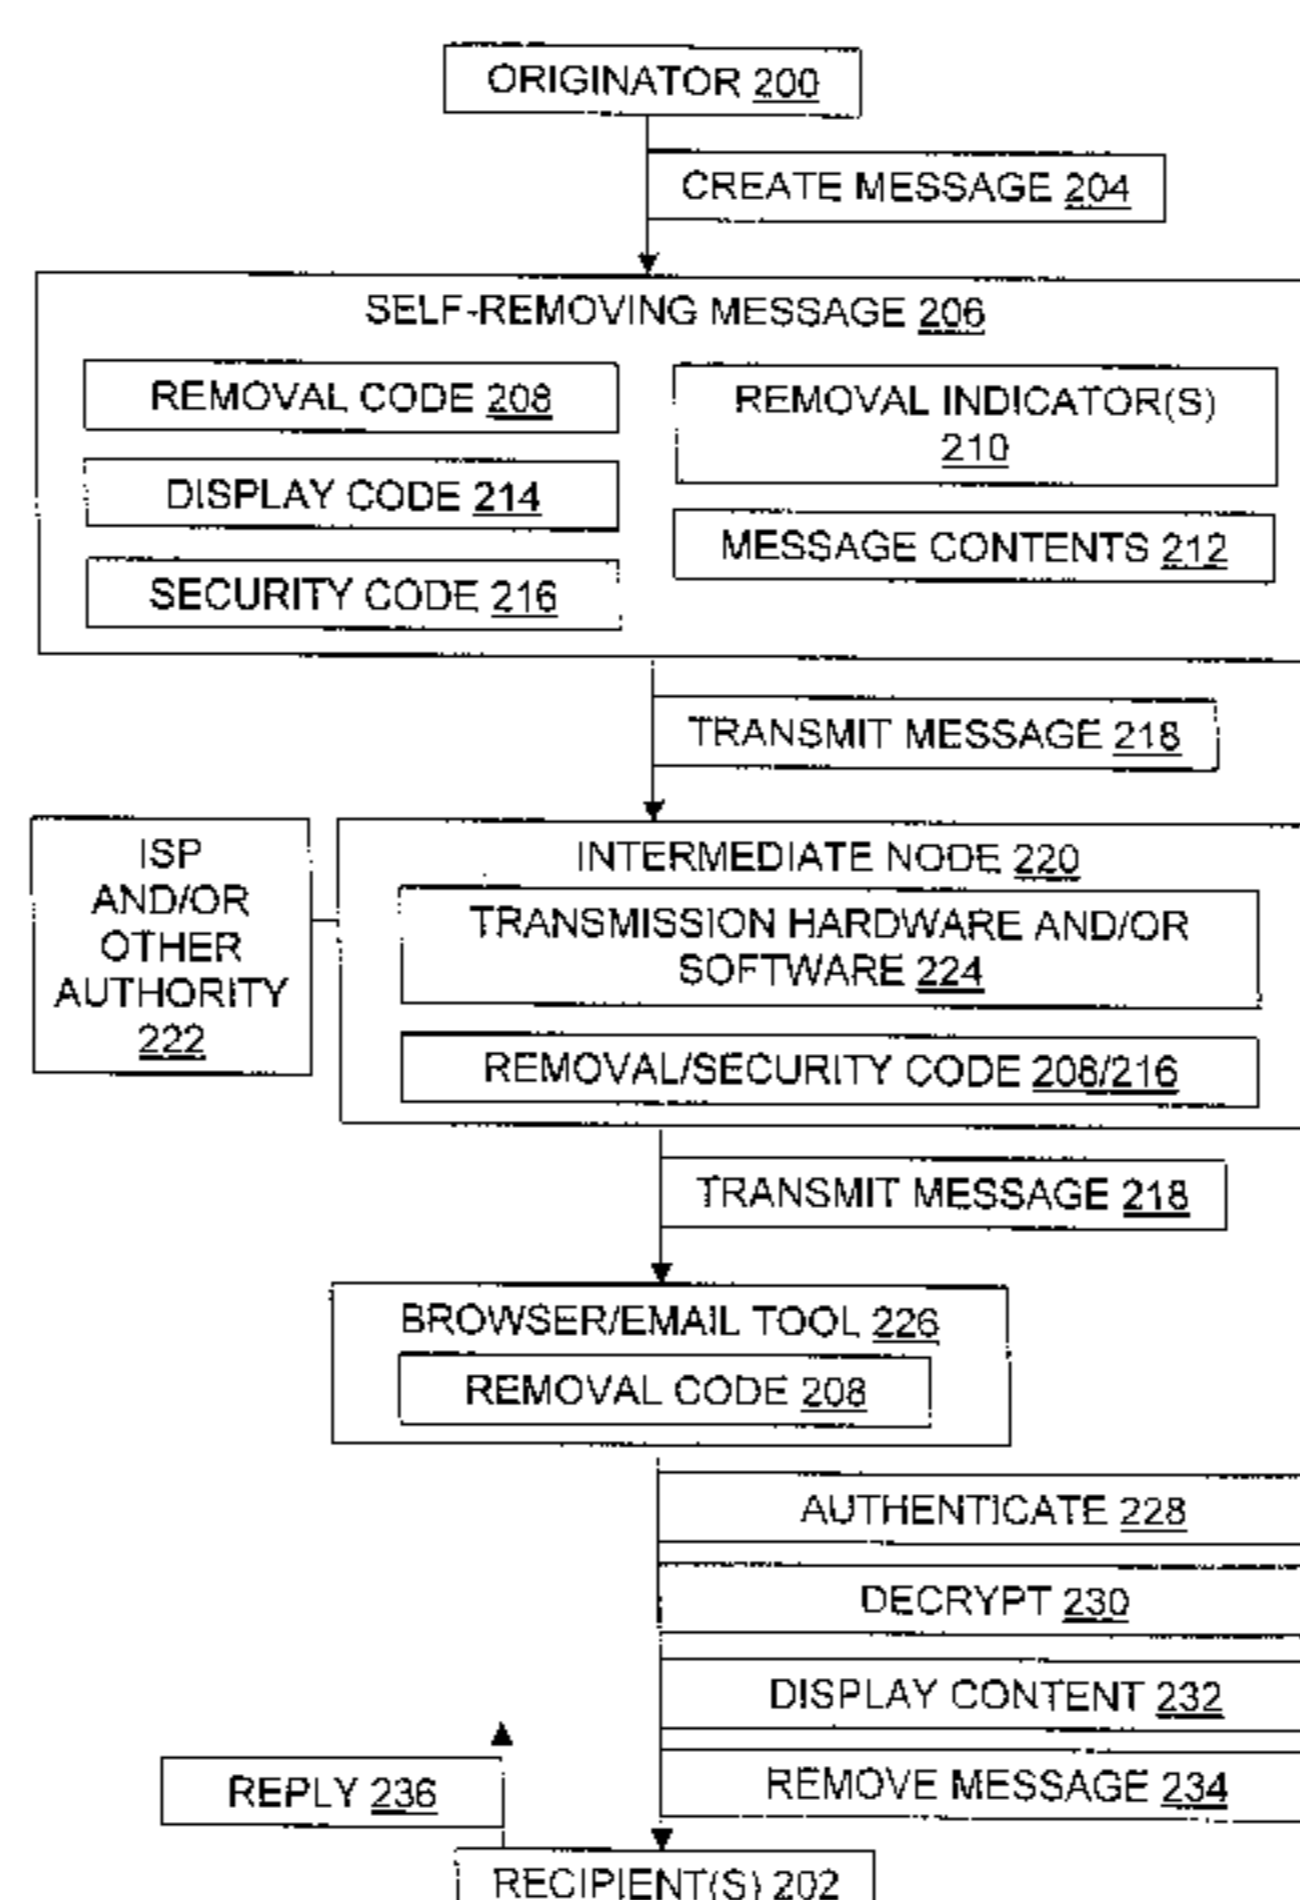 ORIGINATOR 200
CREATE MESSAGE 204
SELF-REMOVING MESSAGE 206
REMOVAL CODE 208
REMOVAL INDICATOR(S)
210
DISPLAY CODE 214
MESSAGE CONTENTS 212
SECURITY CODE 216
TRANSMIT MESSAGE 218
ISP
AND/OR
OTHER
AUTHORITY
222
INTERMEDIATE NODE 220
TRANSMISSION HARDWARE AND/OR
SOFTWARE 224
REMOVAL/SECURITY CODE 208/216
TRANSMIT MESSAGE 218
BROWSER/EMAIL TOOL 226
REMOVAL CODE 208
AUTHENTICATE 228
DECRYPT 230
DISPLAY CONTENT 232
REMOVE MESSAGE 234
REPLY 236
RECIPIENT(S) 202